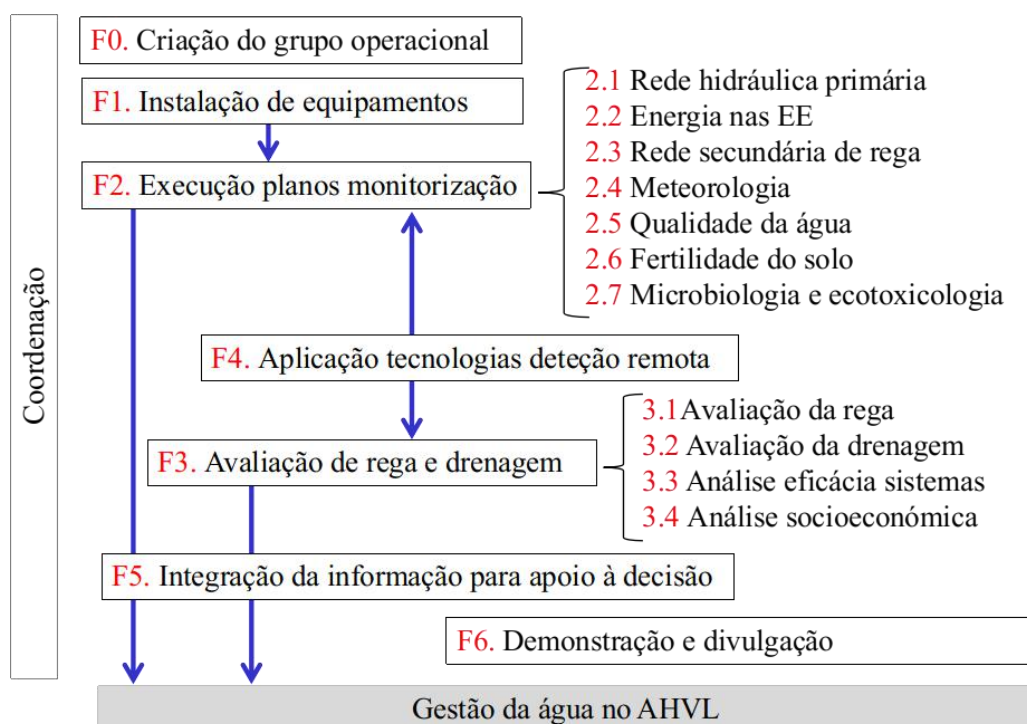 Coordenação
F0. Criação do grupo operacional
F1. Instalação de equipamentos
F2. Execução planos monitorização
2.1 Rede hidráulica primária
2.2 Energia nas EE
2.3 Rede secundária de rega
2.4 Meteorologia
2.5 Qualidade da água
2.6 Fertilidade do solo
2.7 Microbiologia e ecotoxicologia
F4. Aplicação tecnologias deteção remota
F3. Avaliação de rega e drenagem
3.1Avaliação da rega
3.2 Avaliação da drenagem
3.3 Análise eficácia sistemas
3.4 Análise socioeconómica
F5. Integração da informação para apoio à decisão
F6. Demonstração e divulgação
Gestão da água no AHVL